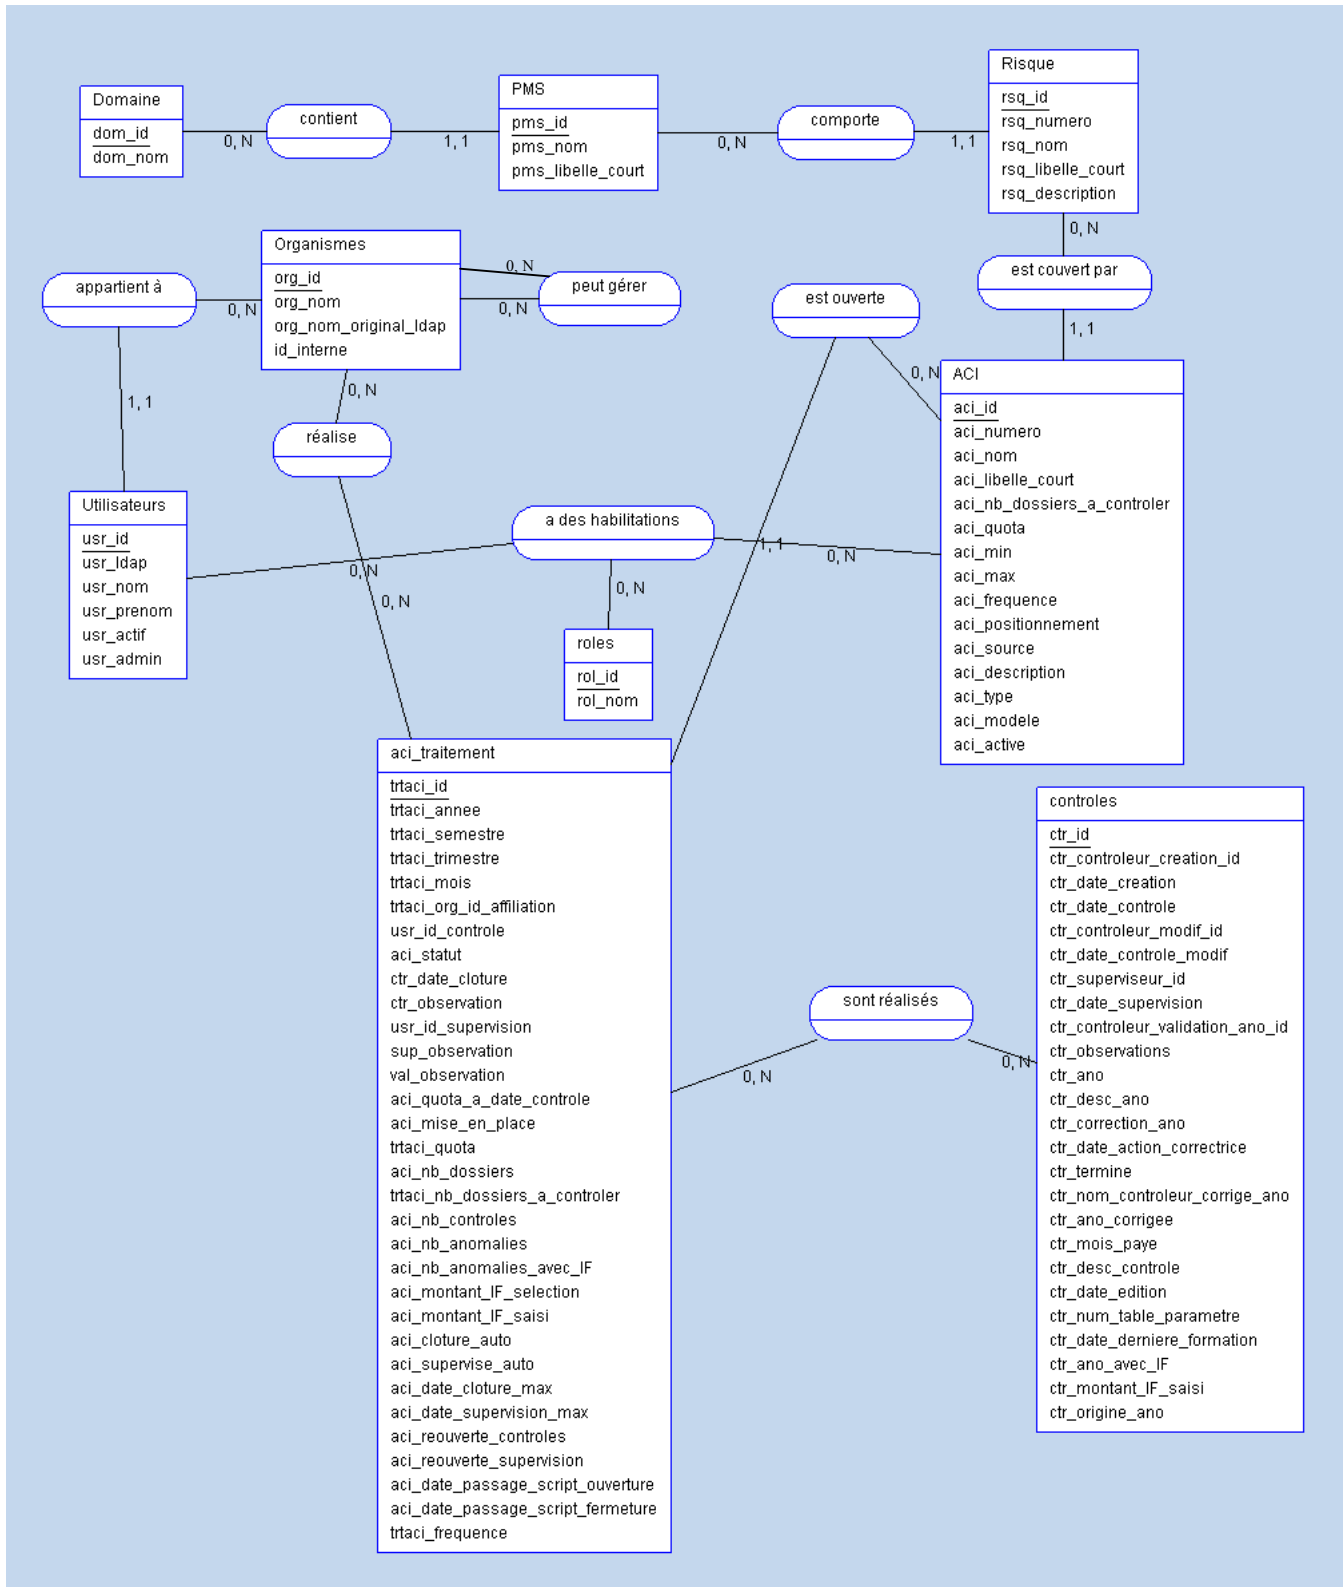 Domaine
dom_id
dom_nom
0, N
contient
1, 1
PMS
pms_id
pms_nom
pms_libelle_court
0, N
comporte
1, 1
Risque
rsq_id
rsq_numero
rsq_nom
rsq_libelle_court
rsq_description
0, N
est couvert par
1, 1
appartient à
0, N
1, 1
Organismes
org_id
org_nom
org_nom_original_ldap
id_interne
0, N
0, N
peut gérer
0, N
réalise
0, N
est ouverte
0, N
1, 1
ACI
aci_id
aci_numero
aci_nom
aci_libelle_court
aci_nb_dossiers_a_controler
aci_quota
aci_min
aci_max
aci_frequence
aci_positionnement
aci_source
aci_description
aci_type
aci_modele
aci_active
Utilisateurs
usr_id
usr_ldap
usr_nom
usr_prenom
usr_actif
usr_admin
0, N
a des habilitations
0, N
0, N
roles
rol_id
rol_nom
aci_traitement
trtaci_id
trtaci_annee
trtaci_semestre
trtaci_trimestre
trtaci_mois
trtaci_org_id_affiliation
usr_id_controle
aci_statut
ctr_date_cloture
ctr_observation
usr_id_supervision
sup_observation
val_observation
aci_quota_a_date_controle
aci_mise_en_place
trtaci_quota
aci_nb_dossiers
trtaci_nb_dossiers_a_controler
aci_nb_controles
aci_nb_anomalies
aci_nb_anomalies_avec_IF
aci_montant_IF_selection
aci_montant_IF_saisi
aci_cloture_auto
aci_supervise_auto
aci_date_cloture_max
aci_date_supervision_max
aci_reouverte_controles
aci_reouverte_supervision
aci_date_passage_script_ouverture
aci_date_passage_script_fermeture
trtaci_frequence
0, N
sont réalisés
0, N
controles
ctr_id
ctr_controleur_creation_id
ctr_date_creation
ctr_date_controle
ctr_controleur_modif_id
ctr_date_controle_modif
ctr_superviseur_id
ctr_date_supervision
ctr_controleur_validation_ano_id
ctr_observations
ctr_ano
ctr_desc_ano
ctr_correction_ano
ctr_date_action_correctrice
ctr_termine
ctr_nom_controleur_corrige_ano
ctr_ano_corrigee
ctr_mois_paye
ctr_desc_controle
ctr_date_edition
ctr_num_table_parametre
ctr_date_derniere_formation
ctr_ano_avec_IF
ctr_montant_IF_saisi
ctr_origine_ano